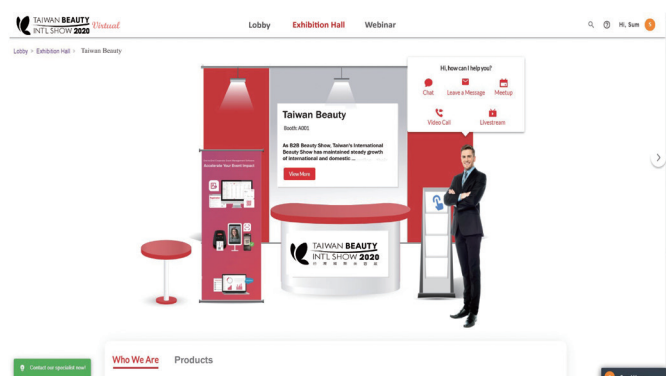 TAIWAN BEAUTY
INTL SHOW 2020
Virtual
Lobby
Exhibition Hall
Webinar
Hi, Sum
S
Lobby > Exhibition Hall > Taiwan Beauty
Hi, how can I help you?
Chat
Leave a Message
Meetup
Video Call
Livestream
Taiwan Beauty
Booth: A001
As B2B Beauty Show, Taiwan's International
Beauty Show has maintained steady growth
of international and domestic ...
View More
Accelerate Your Event Impact
TAIWAN BEAUTY
INTL SHOW 2020
Who We Are
Products
Contact our specialist now!